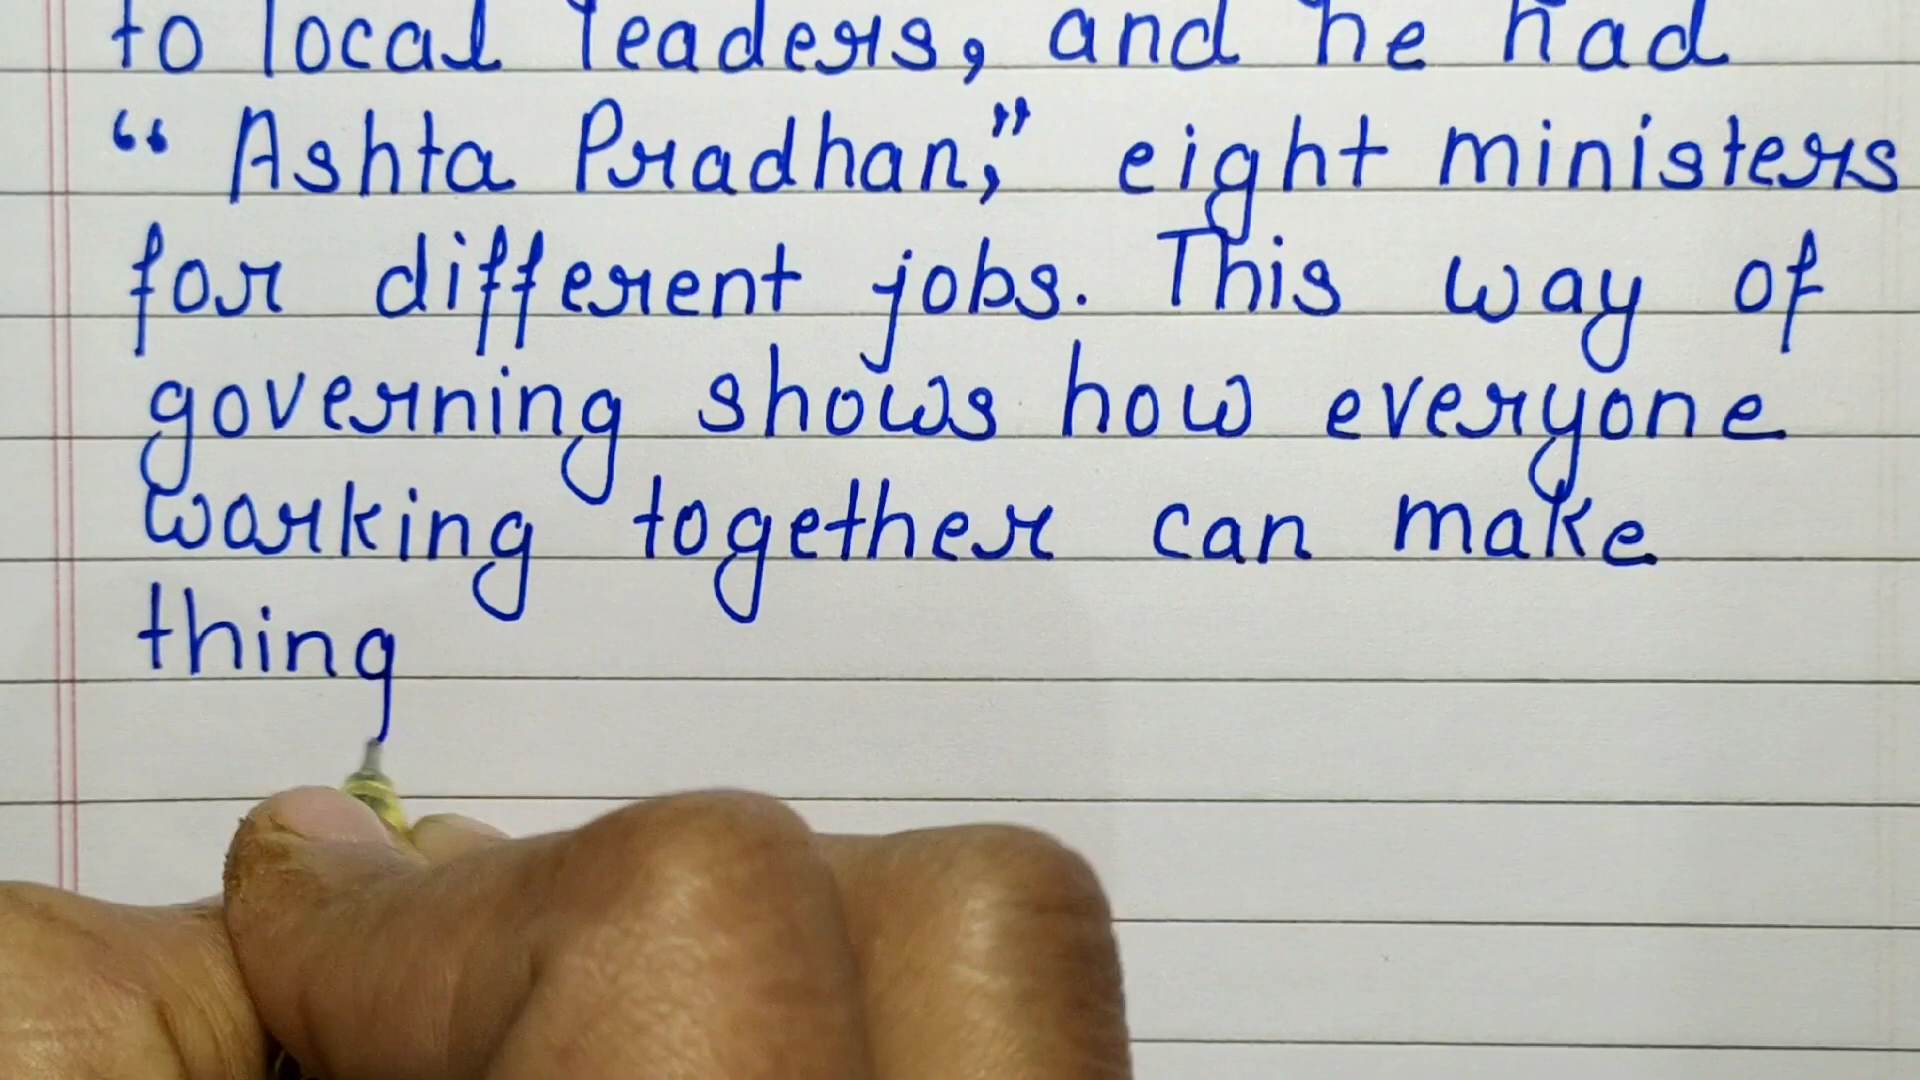 to local leaders, and he had
“Ashta Pradhan,” eight ministers
for different jobs. This way of
governing shows how everyone
working together can make
thing